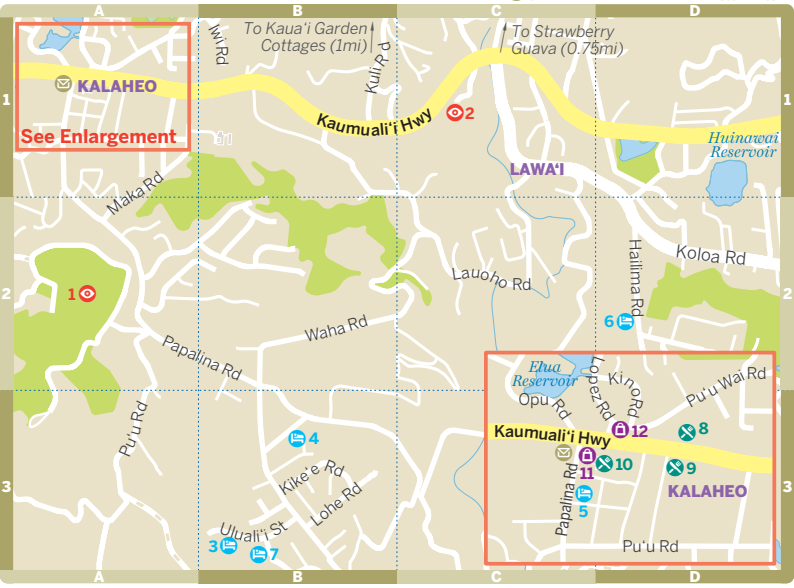 A
B
C
D
1
2
3
1
2
3
A
B
C
D
Iwi Rd
To Kaua‘i Garden
Cottages (1mi)
Kuli Rd
To Strawberry
Guava (0.75mi)
KALAHEO
See Enlargement
Kaumuali‘i Hwy
2
Huinawai
Reservoir
LAWA‘I
Maka Rd
Koloa Rd
Hailima Rd
Lauoho Rd
1
6
Waha Rd
Papalina Rd
Pu‘u Rd
4
Kike‘e Rd
Lohe Rd
Uluali‘i St
3
7
Elua
Reservoir
Lopez Rd
Kino Rd
Pu‘u Wai Rd
Opu Rd
Kaumuali‘i Hwy
12
8
11
10
9
KALAHEO
Papalina Rd
5
Pu‘u Rd